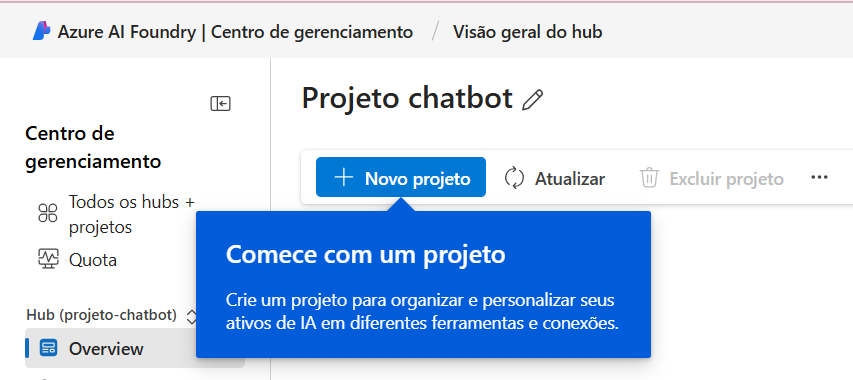 Azure AI Foundry | Centro de gerenciamento / Visão geral do hub
Centro de
gerenciamento
Todos os hubs +
projetos
Quota
Hub (projeto-chatbot)
Overview
Projeto chatbot
Novo projeto
Atualizar
Excluir projeto
...
Comece com um projeto
Crie um projeto para organizar e personalizar seus
ativos de IA em diferentes ferramentas e conexões.